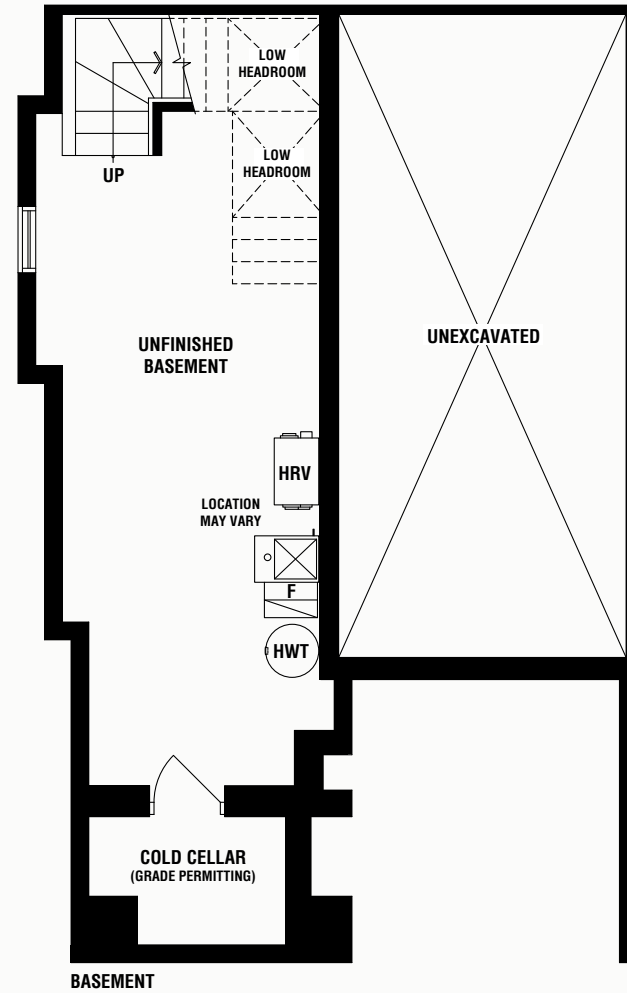 LOW
HEADROOM
LOW
HEADROOM
UP
UNFINISHED
BASEMENT
UNEXCAVATED
HRV
LOCATION
MAY VARY
F
HWT
COLD CELLAR
(GRADE PERMITTING)
BASEMENT